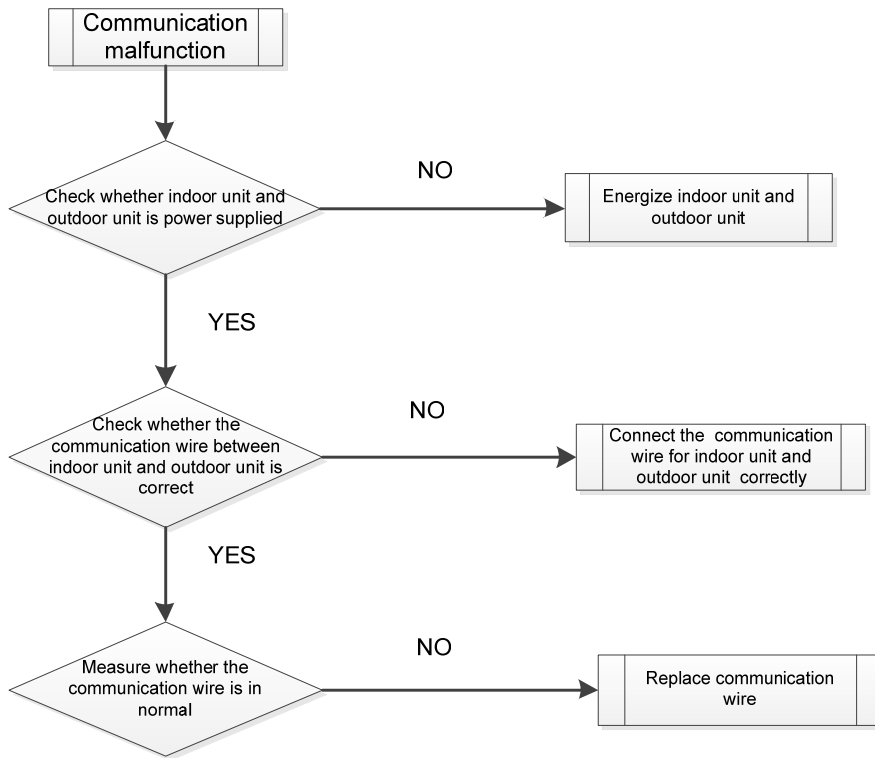 Communication
malfunction
Check whether indoor unit and
outdoor unit is power supplied
NO
Energize indoor unit and
outdoor unit
YES
Check whether the
communication wire between
indoor unit and outdoor unit is
correct
NO
Connect the communication
wire for indoor unit and
outdoor unit correctly
YES
Measure whether the
communication wire is in
normal
NO
Replace communication
wire